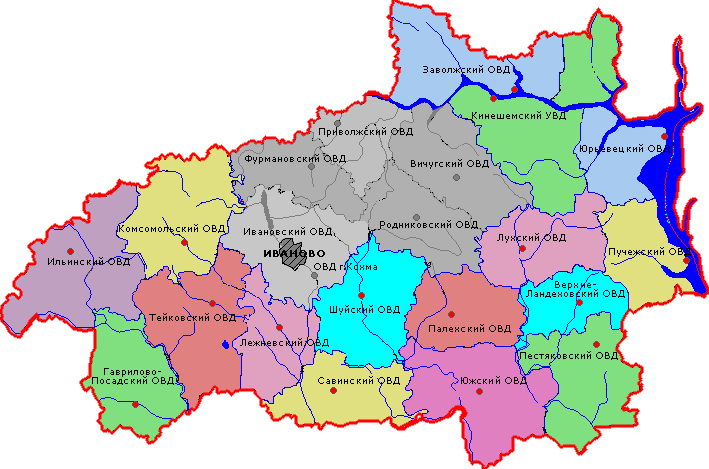 Заволжский ОВД
Кинешемский УВД
Приволжский ОВД
Юрьевецкий ОВД
Фурмановский ОВД
Вичугский ОВД
Комсомольский ОВД
Ивановский ОВД
Родниковский ОВД
Лухский ОВД
Пучежский ОВД
Ильинский ОВД
ИВАНОВО
ОВД г.Кохма
Верхне-
Ландеховский ОВД
Тейковский ОВД
Шуйский ОВД
Палехский ОВД
Лежневский ОВД
Пестяковский ОВД
Гаврилово-
Посадский ОВД
Савинский ОВД
Южский ОВД